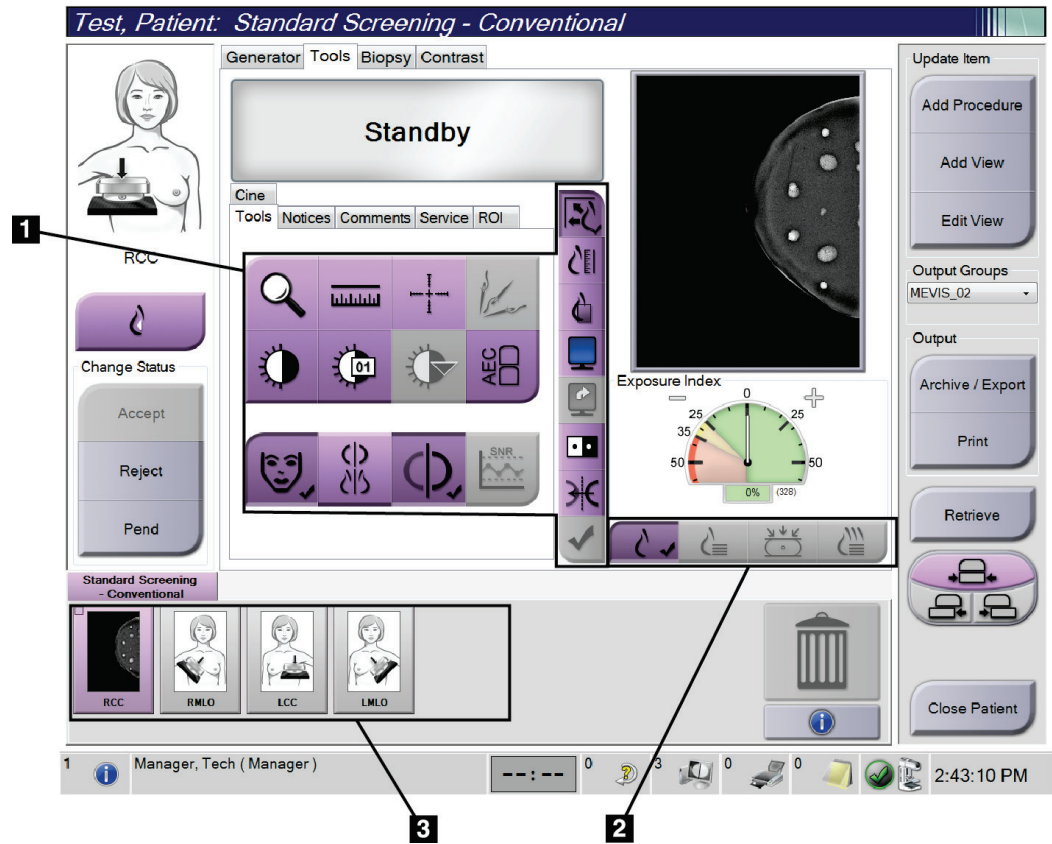 Test, Patient: Standard Screening - Conventional
Generator Tools Biopsy Contrast
Standby
Cine
Tools Notices Comments Service ROI
1
RCC
01
AEC
SNR
Change Status
Accept
Reject
Pend
Exposure Index
0
25 25
35
50 50
0% (328)
Update Item
Add Procedure
Add View
Edit View
Output Groups
MEVIS_02
Output
Archive / Export
Print
Retrieve
Close Patient
Standard Screening
- Conventional
RCC RMLO LCC LMLO
1 Manager, Tech ( Manager ) --:-- 0 3 0 0 2:43:10 PM
3 2